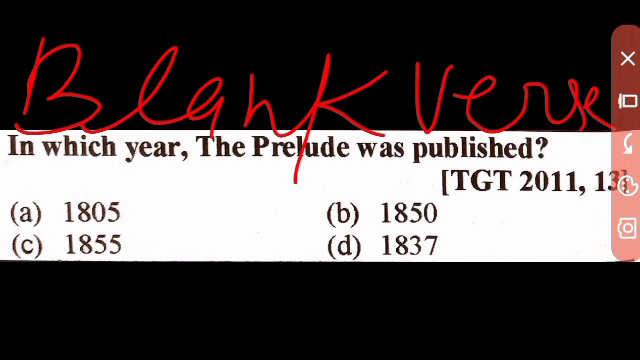 Blank verse
In which year, The Prelude was published?
[TGT 2011, 13]
(a) 1805 (b) 1850
(c) 1855 (d) 1837